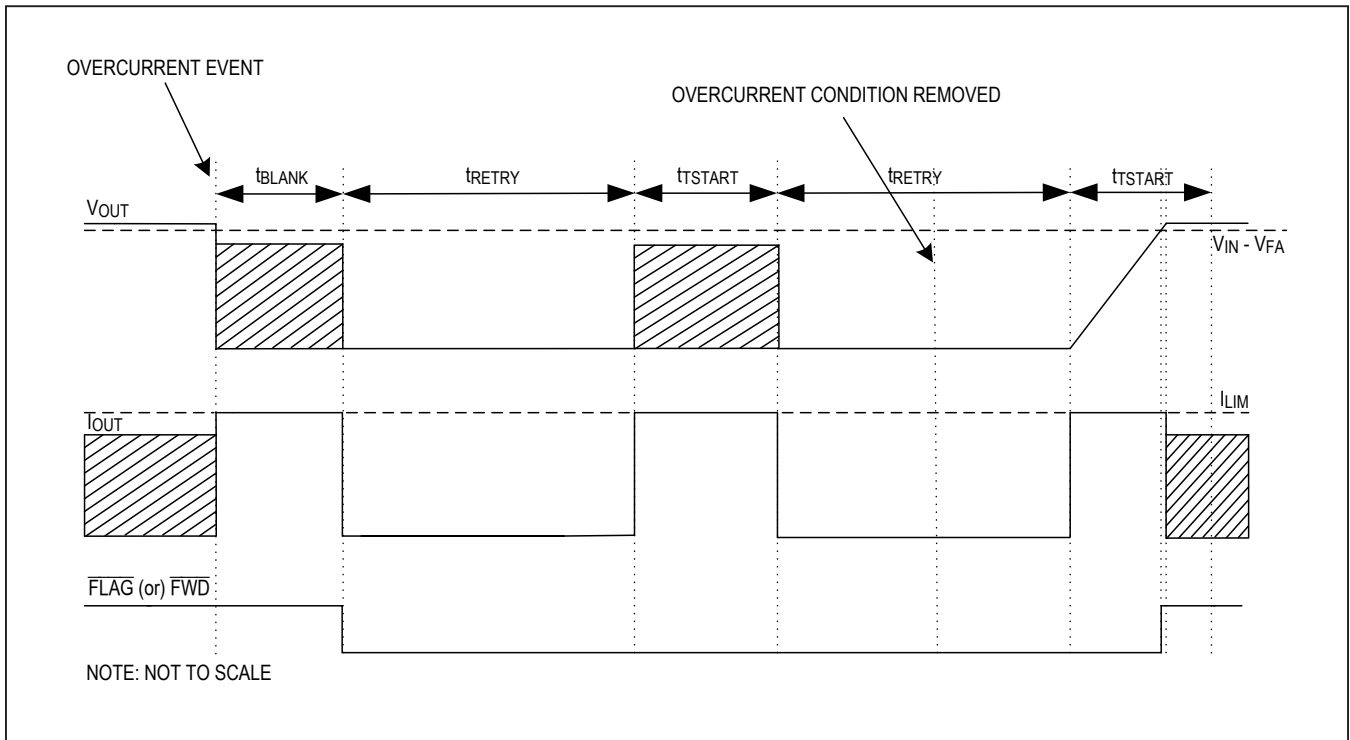 OVERCURRENT EVENT
OVERCURRENT CONDITION REMOVED
tBLANK
tRETRY
tTSTART
tRETRY
tTSTART
VOUT
VIN - VFA
ILIM
IOUT
FLAG (or) FWD
NOTE: NOT TO SCALE